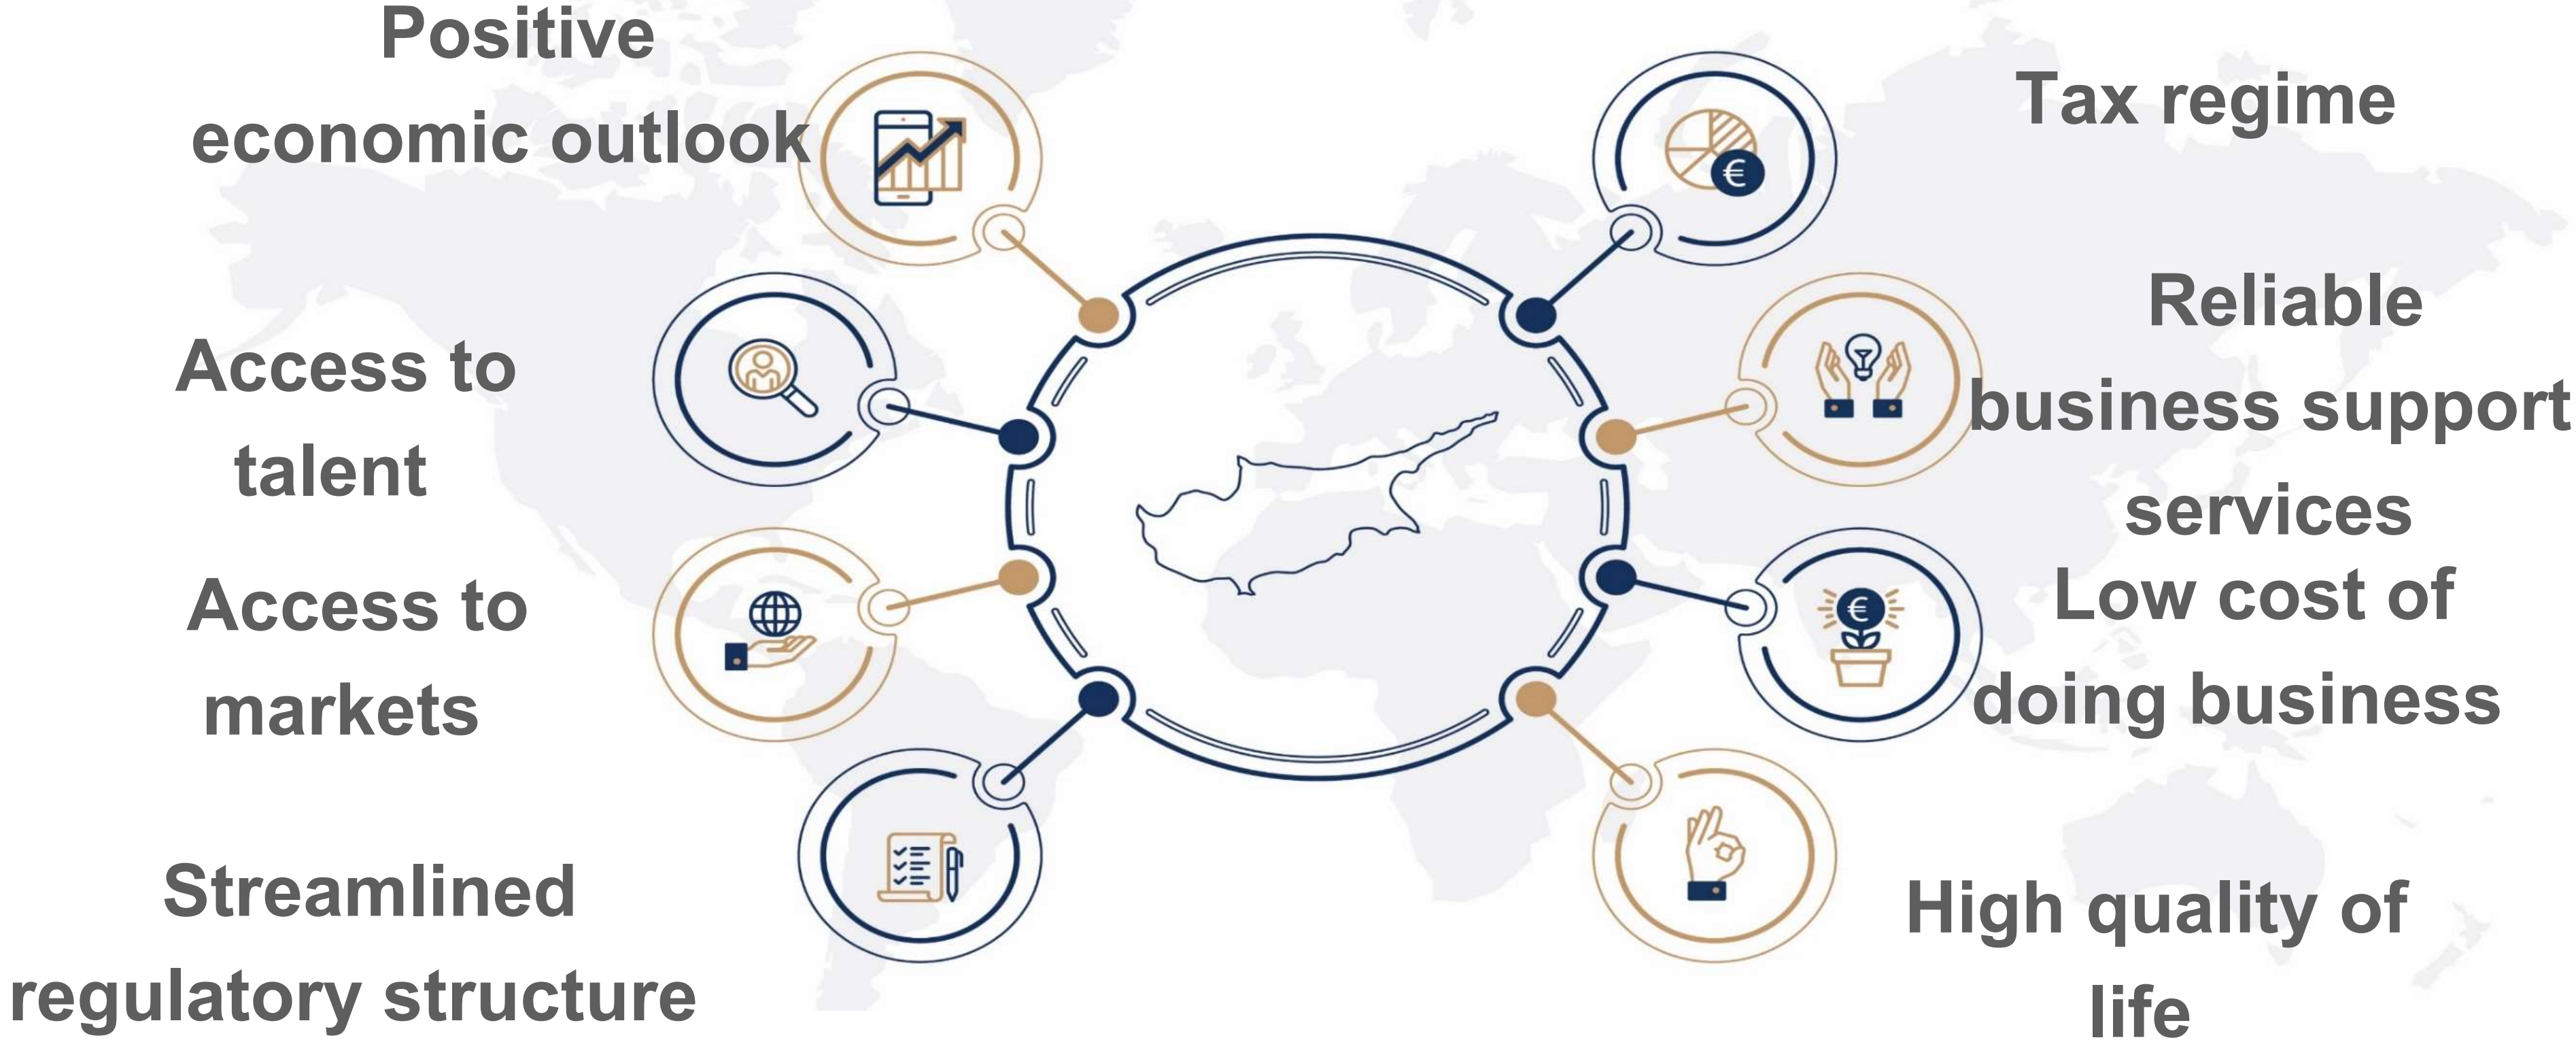 Positive
economic outlook
Access to
talent
Access to
markets
Streamlined
regulatory structure
Tax regime
€
Reliable
business support
services
Low cost of
doing business
€
High quality of
life